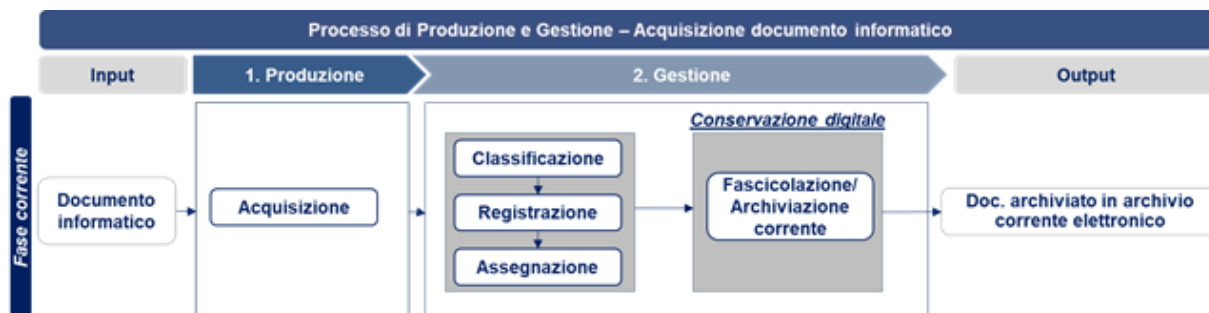 Processo di Produzione e Gestione – Acquisizione documento informatico
Input
1. Produzione
2. Gestione
Output
Fase corrente
Documento
informatico
Acquisizione
Classificazione
Registrazione
Assegnazione
Conservazione digitale
Fascicolazione/
Archiviazione
corrente
Doc. archiviato in archivio
corrente elettronico